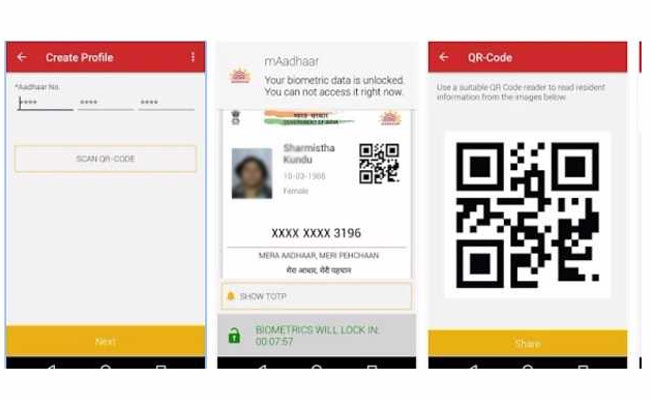 Create Profile
*Aadhaar No.
**** **** ****
SCAN QR-CODE
Next
mAadhaar
Your biometric data is unlocked.
You can not access it right now.
GOVERNMENT OF INDIA
Sharmistha
Kundu
10-03-1986
Female
XXXX XXXX 3196
MERA AADHAAR, MERI PEHCHAAN
मेरा आधार, मेरी पहचान
SHOW TOTP
BIOMETRICS WILL LOCK IN:
00:07:57
QR-Code
Use a suitable QR Code reader to read resident
information from the images below.
Share